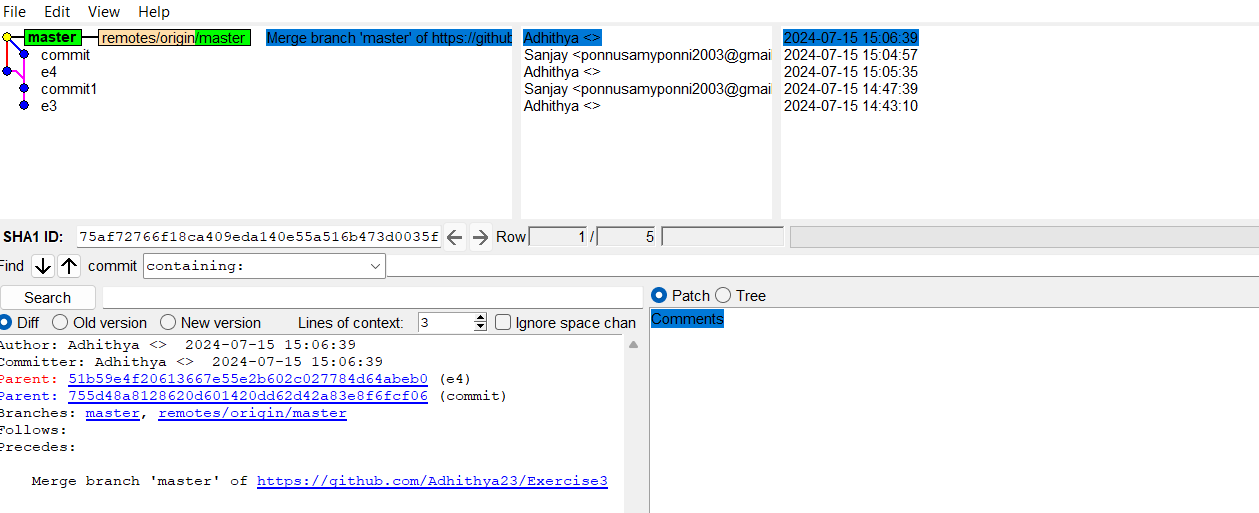 File Edit View Help
master remotes/origin/master Merge branch 'master' of https://github Adhithya <> 2024-07-15 15:06:39
commit Sanjay <ponnusamyponni2003@gmai 2024-07-15 15:04:57
e4 Adhithya <> 2024-07-15 15:05:35
commit1 Sanjay <ponnusamyponni2003@gmai 2024-07-15 14:47:39
e3 Adhithya <> 2024-07-15 14:43:10
SHA1 ID: 75af72766f18ca409eda140e55a516b473d0035f Row 1 / 5
Find commit containing:
Search Patch Tree
Diff Old version New version Lines of context: 3 Ignore space chan Comments
Author: Adhithya <> 2024-07-15 15:06:39
Committer: Adhithya <> 2024-07-15 15:06:39
Parent: 51b59e4f20613667e55e2b602c027784d64abeb0 (e4)
Parent: 755d48a8128620d601420dd62d42a83e8f6fcf06 (commit)
Branches: master, remotes/origin/master
Follows:
Precedes:
Merge branch 'master' of https://github.com/Adhithya23/Exercise3